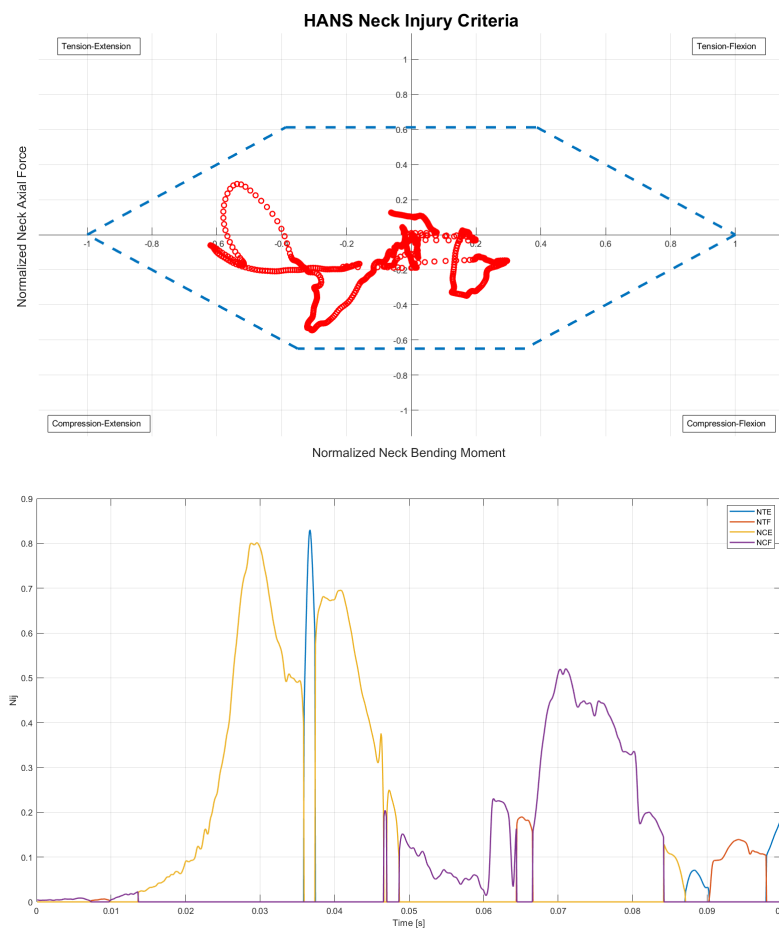 HANS Neck Injury Criteria
Tension-Extension
Tension-Flexion
1
0.8
0.6
0.4
0.2
-1
-0.8
-0.6
-0.4
-0.2
0.2
0.4
0.6
0.8
1
-0.2
-0.4
-0.6
-0.8
-1
Normalized Neck Axial Force
Compression-Extension
Compression-Flexion
Normalized Neck Bending Moment
0.9
0.8
0.7
0.6
0.5
0.4
0.3
0.2
0.1
0
Nij
NTE
NTF
NCE
NCF
0 0.01 0.02 0.03 0.04 0.05 0.06 0.07 0.08 0.09
Time [s]